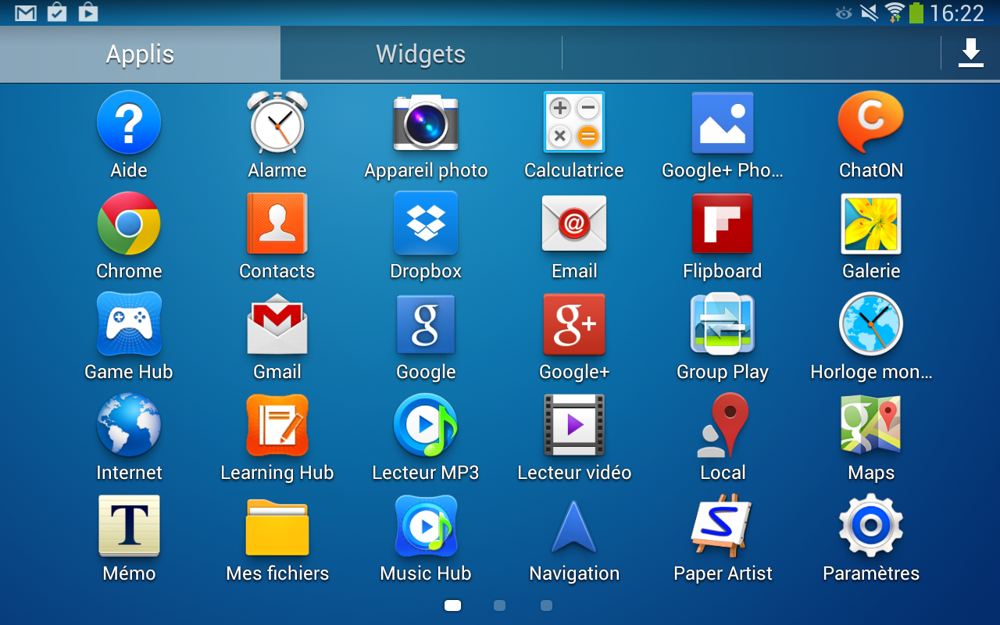 16:22
Applis Widgets
Aide Alarme Appareil photo Calculatrice Google+ Pho... ChatON
Chrome Contacts Dropbox Email Flipboard Galerie
Game Hub Gmail Google Google+ Group Play Horloge mon...
Internet Learning Hub Lecteur MP3 Lecteur vidéo Local Maps
Mémo Mes fichiers Music Hub Navigation Paper Artist Paramètres